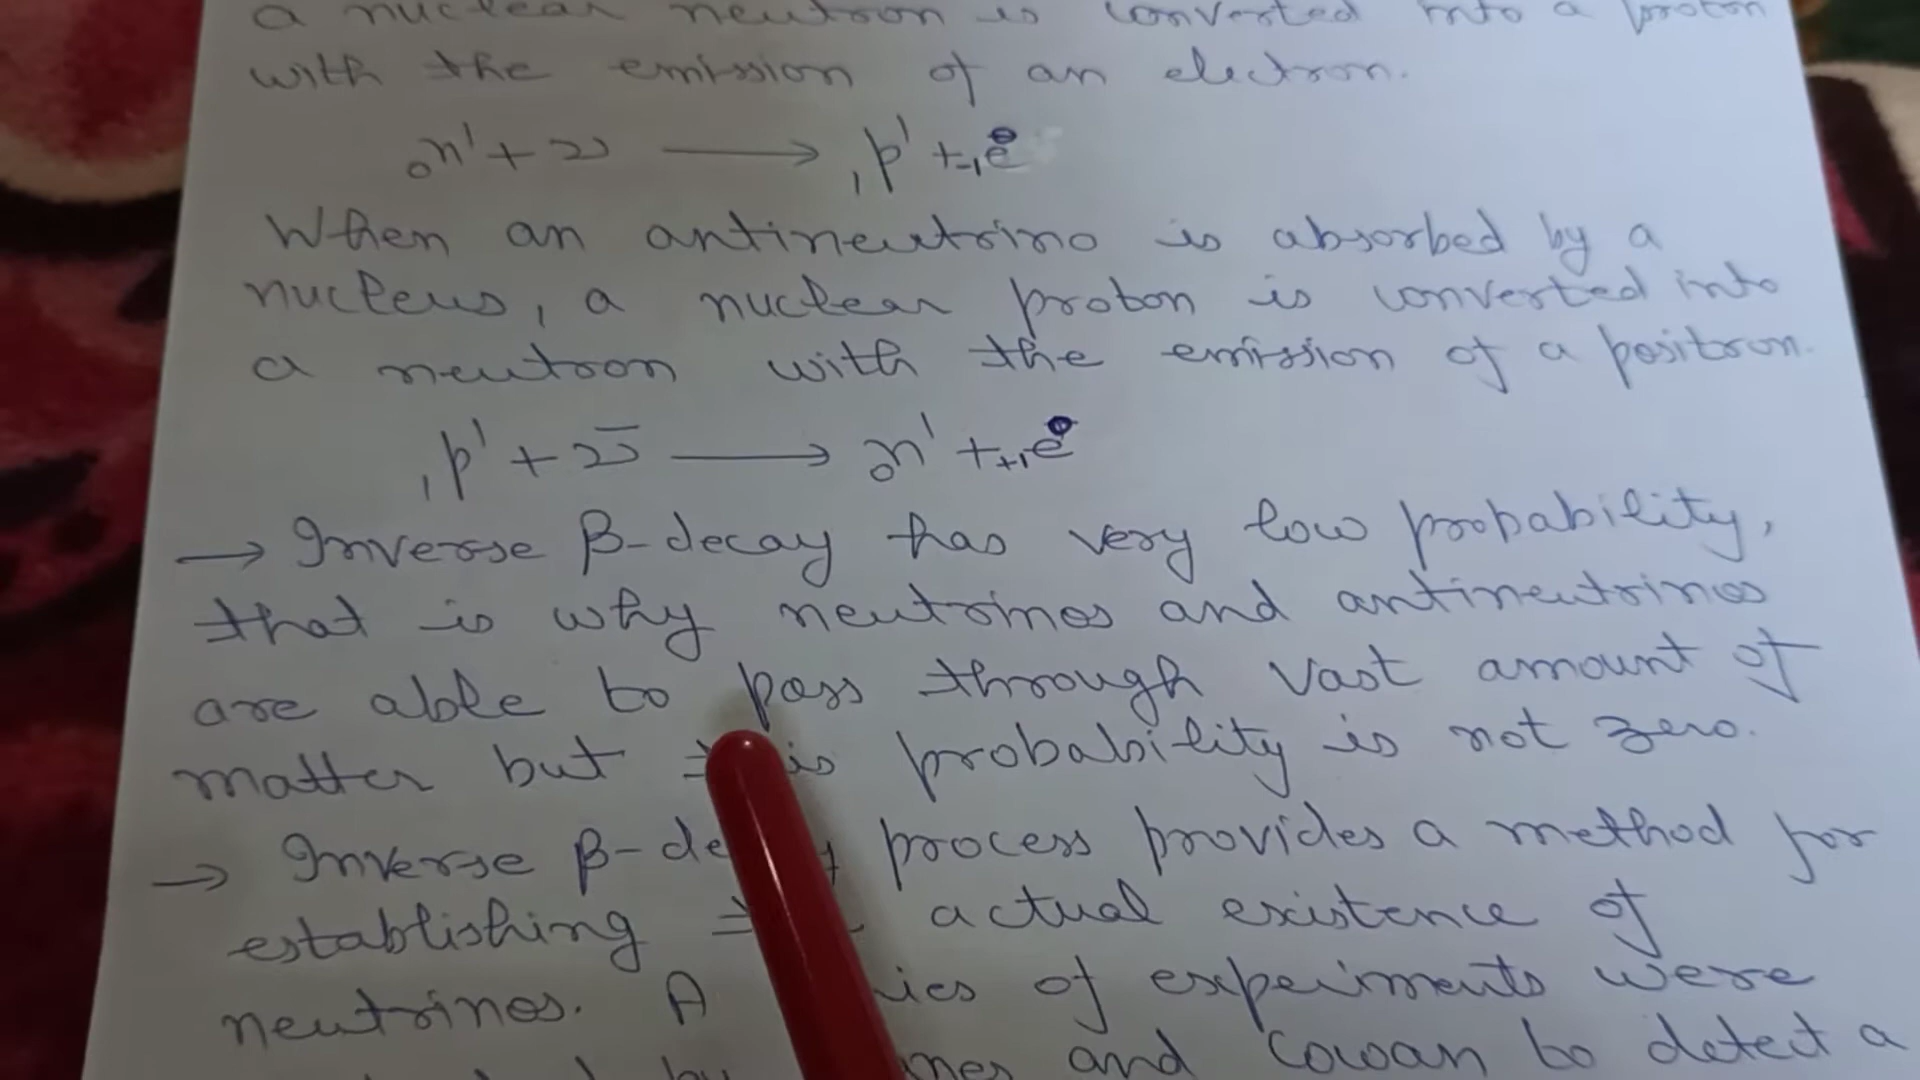 a nuclear neutron is converted into a proton
with the emission of an electron.
₀n¹ + ν ⟶ ₁p¹ + ₋₁e⁰
When an antineutrino is absorbed by a
nucleus, a nuclear proton is converted into
a neutron with the emission of a positron.
₁p¹ + ν̄ ⟶ ₀n¹ + ₊₁e⁰
→ Inverse β-decay has very low probability,
that is why neutrinos and antineutrinos
are able to pass through vast amount of
matter but is probability is not zero.
→ Inverse β- process provides a method for
establishing actual existence of
neutrinos. A of experiments were
by and Cowan to detect a